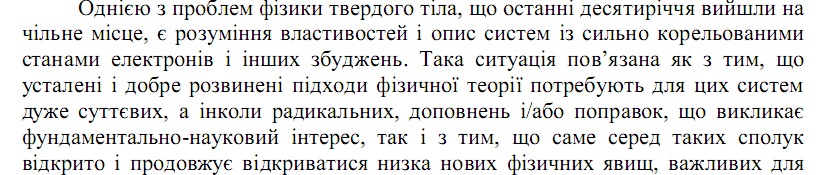 Однією з проблем фізики твердого тіла, що останні десятиріччя вийшли на
чільне місце, є розуміння властивостей і опис систем із сильно корельованими
станами електронів і інших збуджень. Така ситуація пов’язана як з тим, що
усталені і добре розвинені підходи фізичної теорії потребують для цих систем
дуже суттєвих, а інколи радикальних, доповнень і/або поправок, що викликає
фундаментально-науковий інтерес, так і з тим, що саме серед таких сполук
відкрито і продовжує відкриватися низка нових фізичних явищ, важливих для